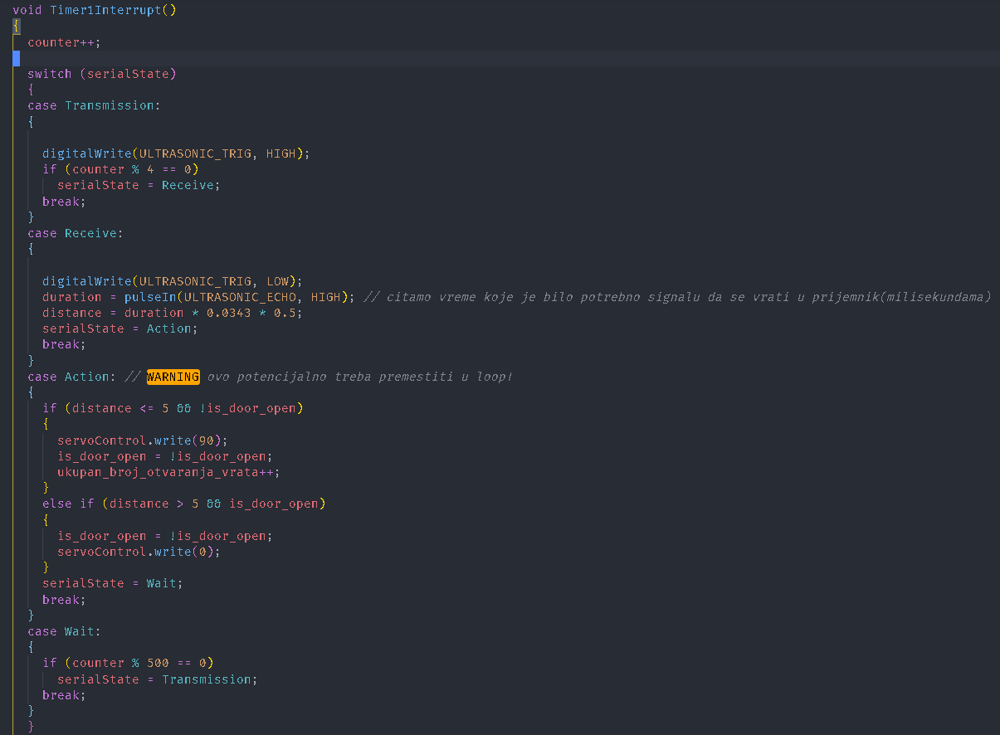 void Timer1Interrupt()
{
  counter++;

  switch (serialState)
  {
  case Transmission:
  {

    digitalWrite(ULTRASONIC_TRIG, HIGH);
    if (counter % 4 == 0)
      serialState = Receive;
    break;
  }
  case Receive:
  {

    digitalWrite(ULTRASONIC_TRIG, LOW);
    duration = pulseIn(ULTRASONIC_ECHO, HIGH); // citamo vreme koje je bilo potrebno signalu da se vrati u prijemnik(milisekundama)
    distance = duration * 0.0343 * 0.5;
    serialState = Action;
    break;
  }
  case Action: // WARNING ovo potencijalno treba premestiti u loop!
  {
    if (distance <= 5 && !is_door_open)
    {
      servoControl.write(90);
      is_door_open = !is_door_open;
      ukupan_broj_otvaranja_vrata++;
    }
    else if (distance > 5 && is_door_open)
    {
      is_door_open = !is_door_open;
      servoControl.write(0);
    }
    serialState = Wait;
    break;
  }
  case Wait:
  {
    if (counter % 500 == 0)
      serialState = Transmission;
    break;
  }
  }